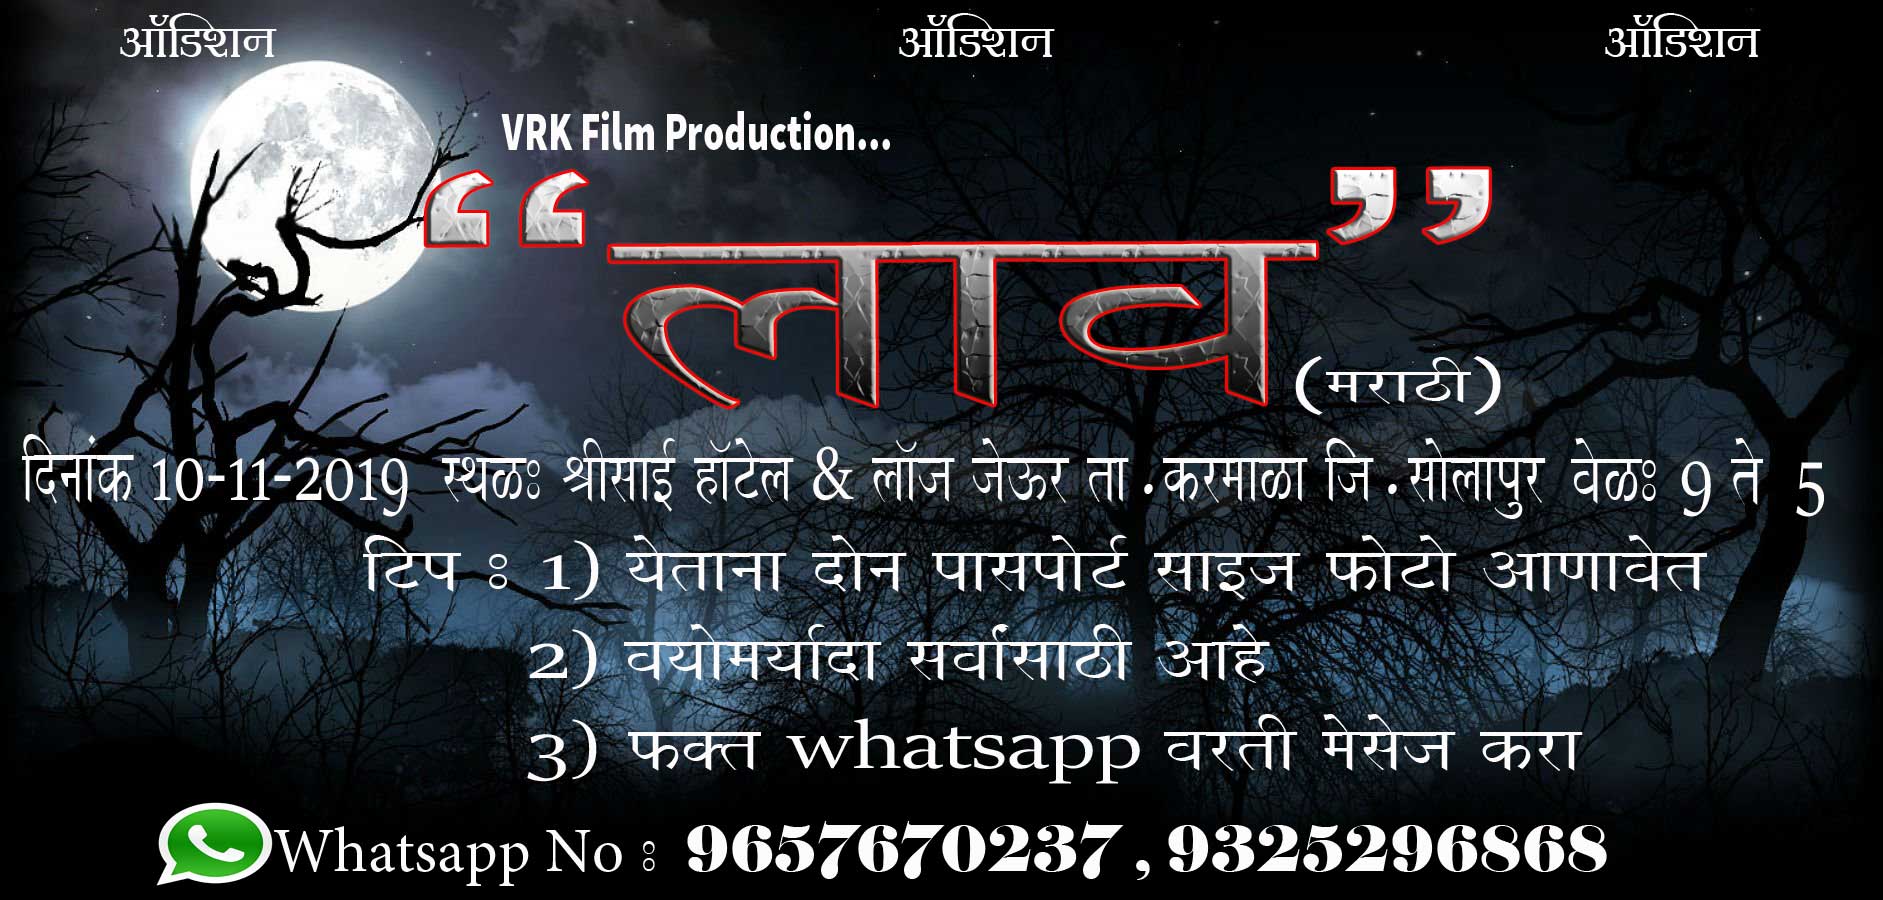 ऑडिशन ऑडिशन ऑडिशन
VRK Film Production...
“लाव”
(मराठी)
दिनांक 10-11-2019 स्थळः श्रीसाई हॉटेल & लॉज जेऊर ता.करमाळा जि.सोलापुर वेळः 9 ते 5
टिप : 1) येताना दोन पासपोर्ट साइज फोटो आणावेत
2) वयोमर्यादा सर्वांसाठी आहे
3) फक्त whatsapp वरती मेसेज करा
Whatsapp No : 9657670237 , 9325296868